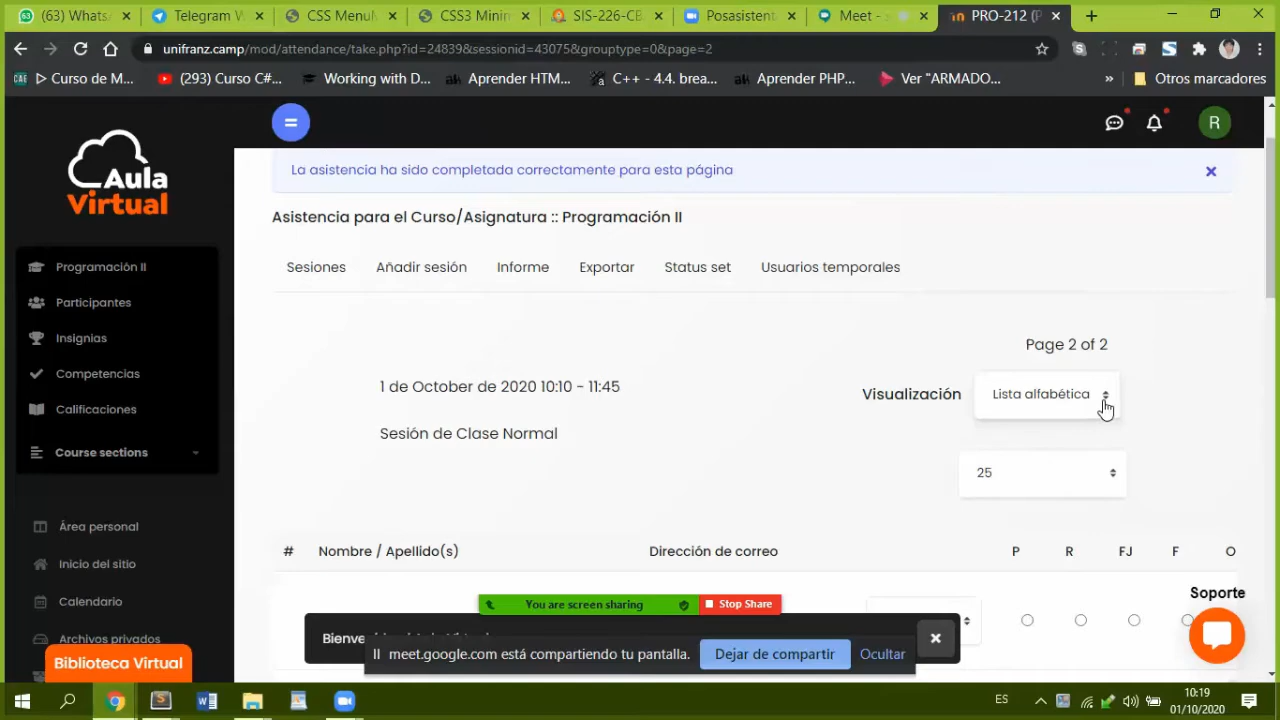 (63) Whats
Telegram W
CSS Menu
CSS3 Minim
SIS-226-CB
Posasistent
Meet -
PRO-212 (P
unifranz.camp/mod/attendance/take.php?id=24839&sessionid=43075&grouptype=0&page=2
Curso de M...
(293) Curso C#...
Working with D...
Aprender HTM...
C++ - 4.4. brea...
Aprender PHP...
Ver "ARMADO...
»
Otros marcadores
Aula
Virtual
R
La asistencia ha sido completada correctamente para esta página
Asistencia para el Curso/Asignatura :: Programación II
Sesiones
Añadir sesión
Informe
Exportar
Status set
Usuarios temporales
Programación II
Participantes
Insignias
Competencias
Calificaciones
Course sections
Área personal
Inicio del sitio
Calendario
Archivos privados
Biblioteca Virtual
Page 2 of 2
1 de October de 2020 10:10 - 11:45
Visualización
Lista alfabética
Sesión de Clase Normal
25
# Nombre / Apellido(s) Dirección de correo P R FJ F O
Soporte
You are screen sharing
Stop Share
meet.google.com está compartiendo tu pantalla.
Dejar de compartir
Ocultar
ES
10:19
01/10/2020